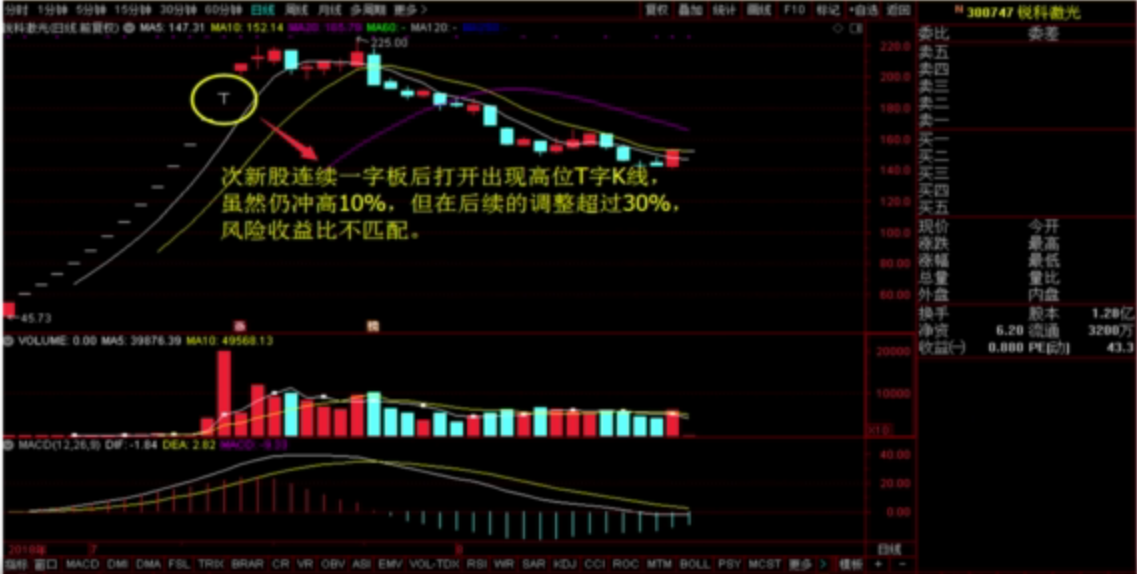 分时 1分钟 5分钟 15分钟 30分钟 60分钟 日线 周线 月线 多周期 更多 >
复权 叠加 统计 画线 F10 标记 +自选 返回
N 300747 锐科激光
锐科激光(日线.前复权) MA5: 147.31 MA10: 152.14 MA60: - MA120: -
225.00
次新股连续一字板后打开出现高位T字K线，
虽然仍冲高10%，但在后续的调整超过30%，
风险收益比不匹配。
45.73
220.0
200.0
180.0
160.0
140.0
120.0
100.0
80.00
60.00
VOLUME: 0.00 MA5: 39876.39 MA10: 49568.13
20000
10000
X10
MACD(12,26,9) DIF: -1.84 DEA: 2.82
40.00
20.00
0.00
2018年 7 8 日线
指标 窗口 MACD DMI DMA FSL TRIX BRAR CR VR OBV ASI EMV VOL-TDX RSI WR SAR KDJ CCI ROC MTM BOLL PSY MCST 更多 > 模板 + -
委比 委差
卖五
卖四
卖三
卖二
卖一
买一
买二
买三
买四
买五
现价 今开
涨跌 最高
涨幅 最低
总量 量比
外盘 内盘
换手 股本 1.28亿
净资 6.20 流通 3200万
收益(一) 0.880 PE[动] 43.3